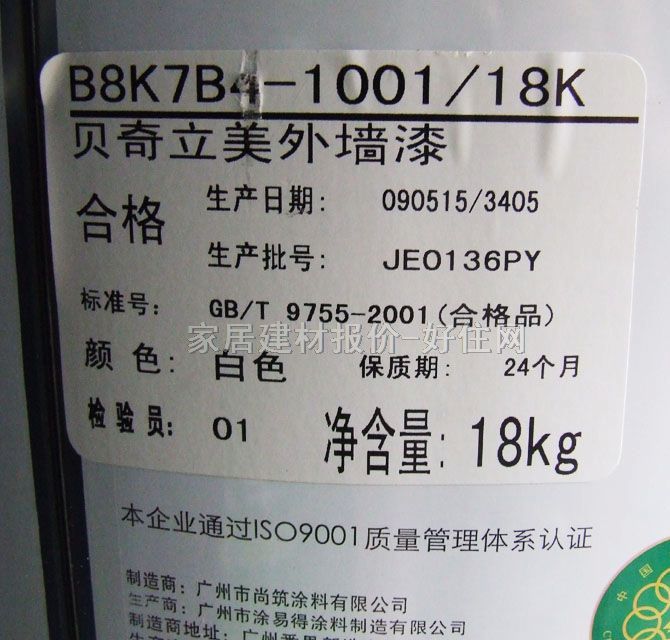 B8K7B4-1001/18K
贝奇立美外墙漆
合格
生产日期: 090515/3405
生产批号: JE0136PY
标准号: GB/T 9755-2001(合格品)
家居建材报价-好住网
颜 色: 白色 保质期: 24个月
检验员: 01 净含量: 18kg
本企业通过ISO9001质量管理体系认证
制造商：广州市尚筑涂料有限公司
生产商：广州市涂易得涂料制造有限公司
制造商地址：广州
中国